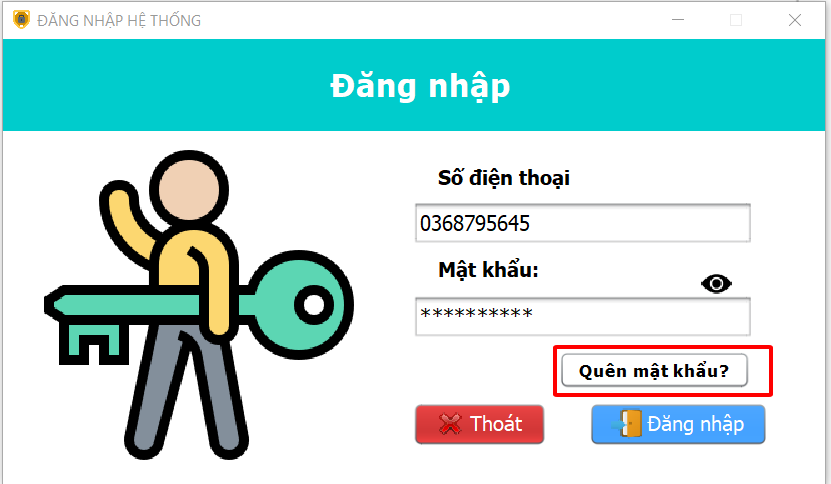 ĐĂNG NHẬP HỆ THỐNG
Đăng nhập
Số điện thoại
0368795645
Mật khẩu:
**********
Quên mật khẩu?
Thoát
Đăng nhập